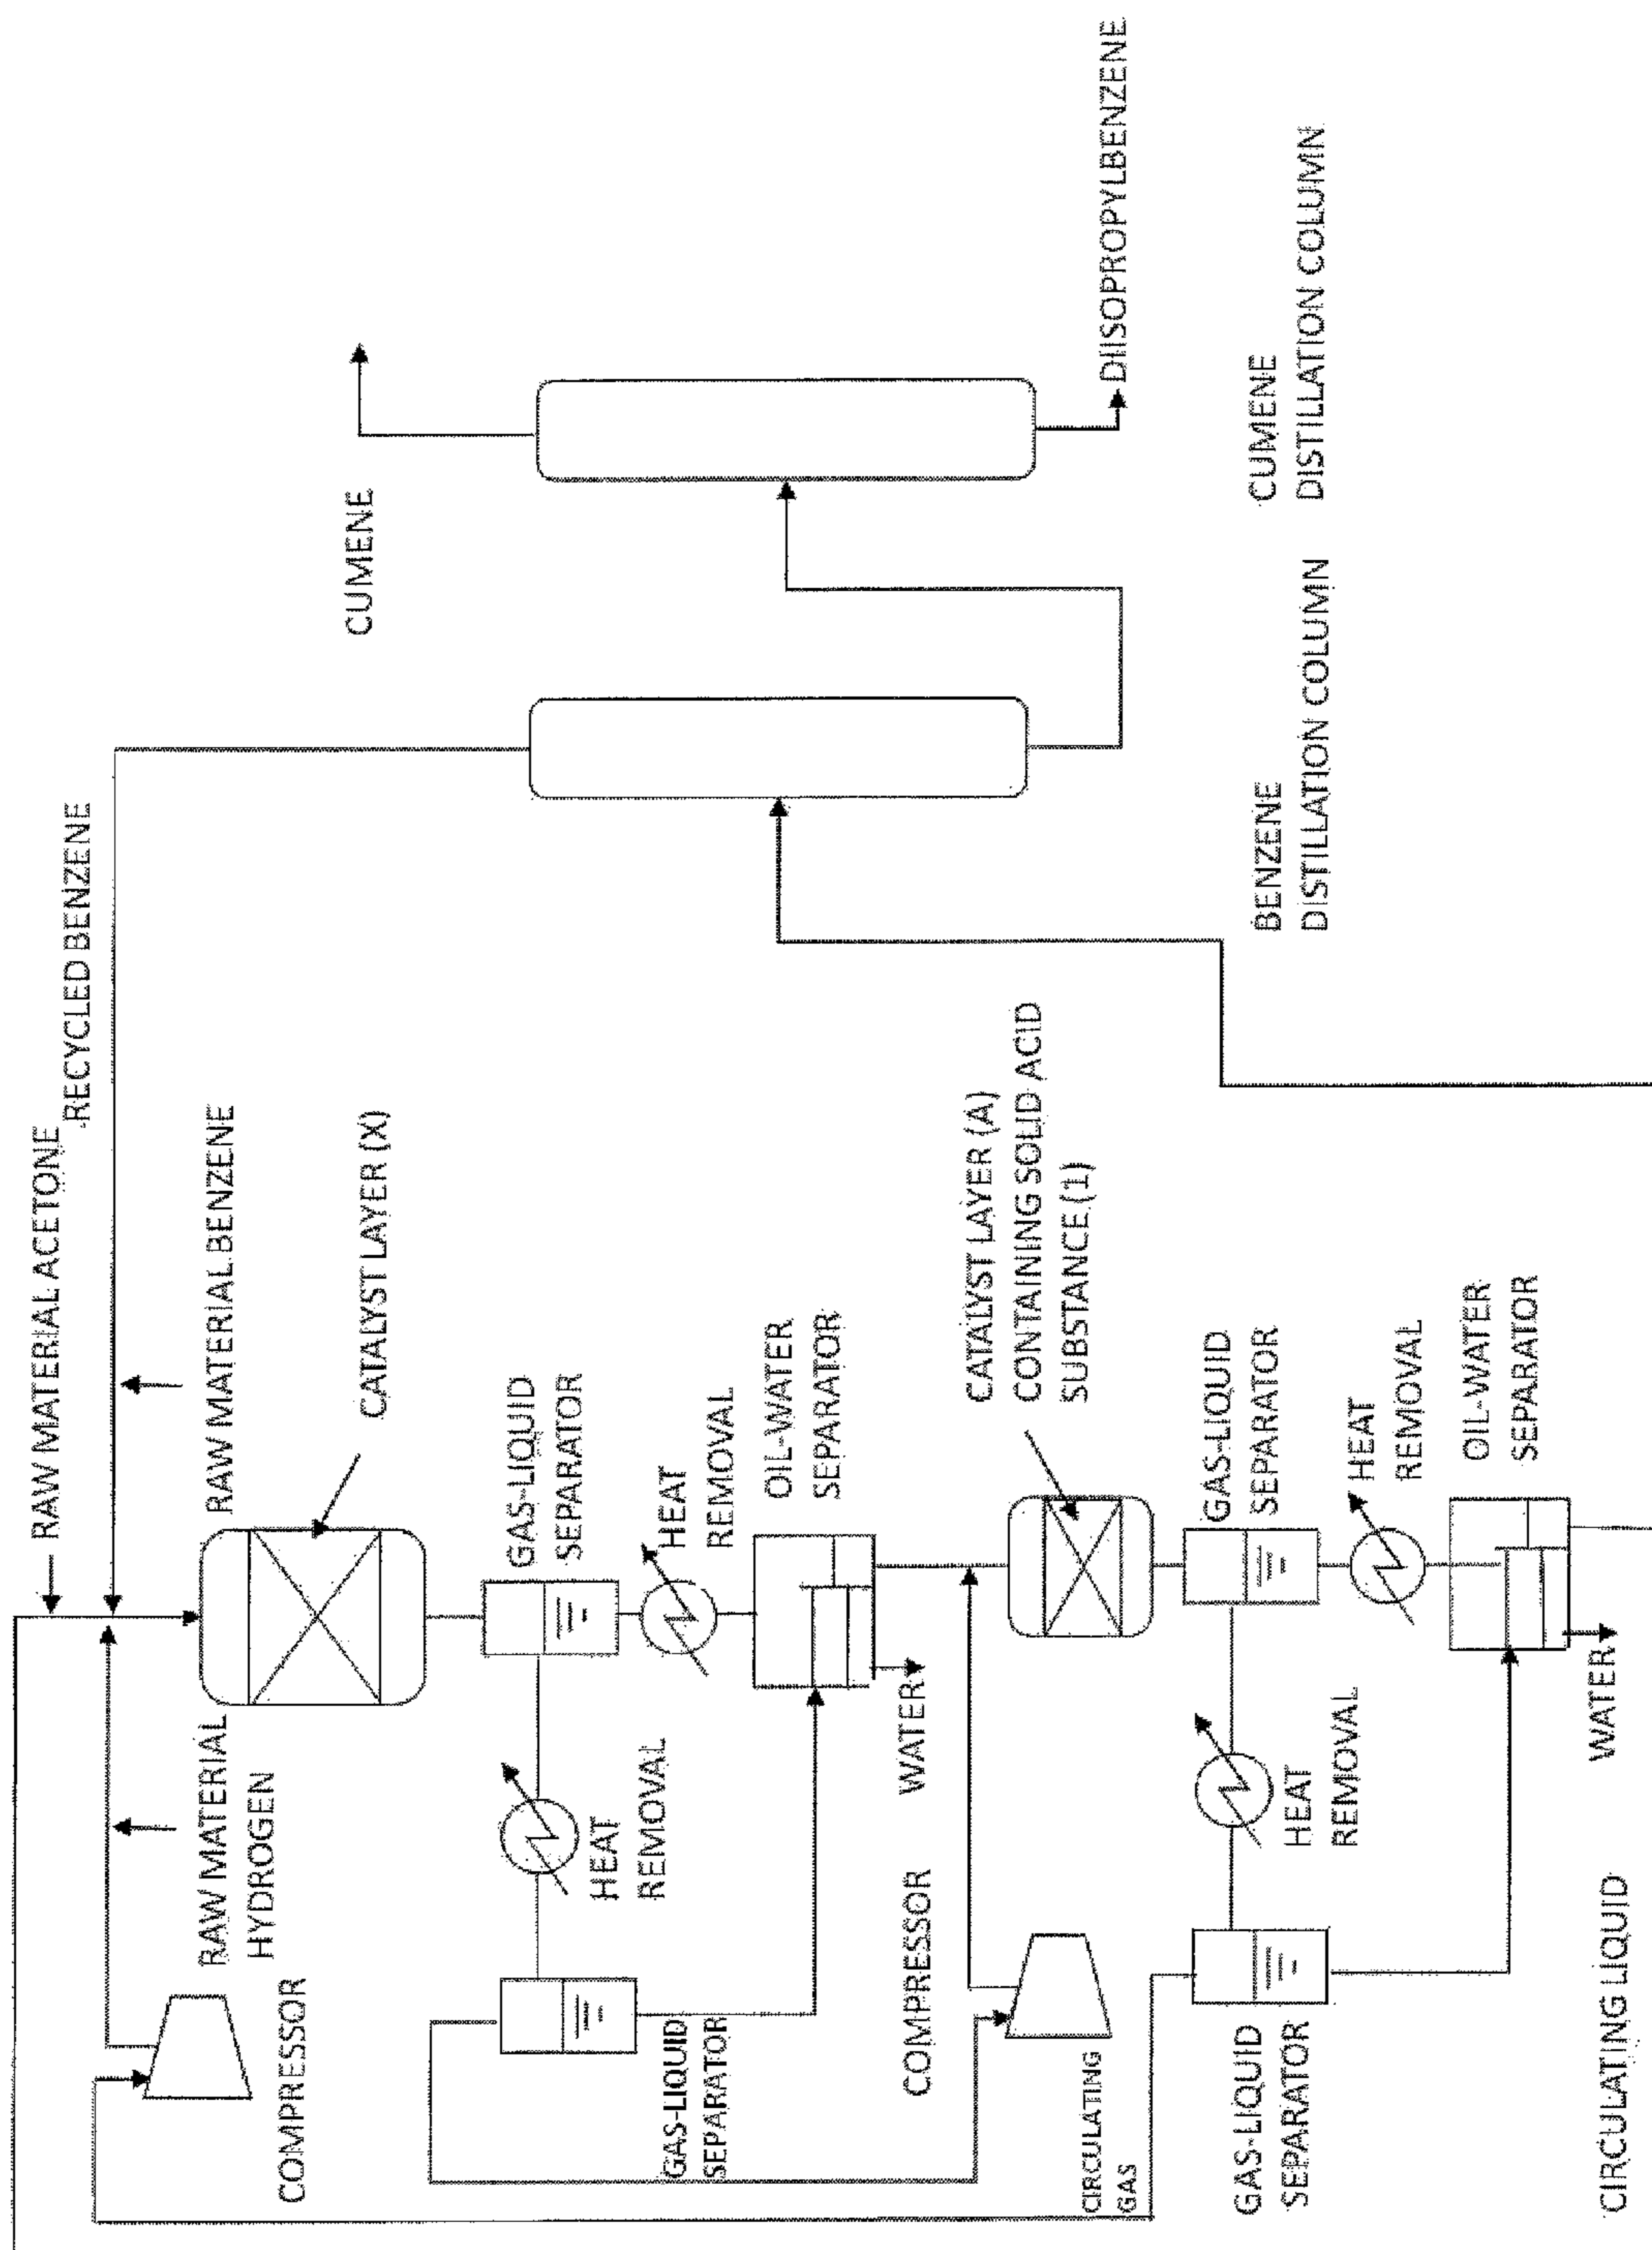 RAW MATERIAL ACETONE
RECYCLED BENZENE
RAW MATERIAL BENZENE
RAW MATERIAL
HYDROGEN
COMPRESSOR
CATALYST LAYER (X)
CUMENE
GAS-LIQUID
SEPARATOR
HEAT
REMOVAL
HEAT
REMOVAL
GAS-LIQUID
SEPARATOR
OIL-WATER
SEPARATOR
WATER
COMPRESSOR
CATALYST LAYER (A)
CONTAINING SOLID ACID
SUBSTANCE (1)
CIRCULATING
GAS
GAS-LIQUID
SEPARATOR
HEAT
REMOVAL
HEAT
REMOVAL
GAS-LIQUID
SEPARATOR
OIL-WATER
SEPARATOR
WATER
CIRCULATING LIQUID
DIISOPROPYLBENZENE
BENZENE
DISTILLATION COLUMN
CUMENE
DISTILLATION COLUMN